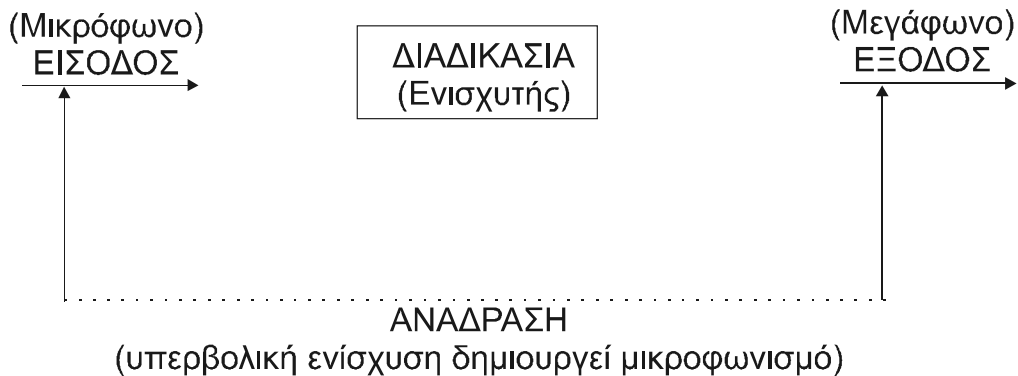 (Μικρόφωνο)
ΕΙΣΟΔΟΣ
ΔΙΑΔΙΚΑΣΙΑ
(Ενισχυτής)
(Μεγάφωνο)
ΕΞΟΔΟΣ
ΑΝΑΔΡΑΣΗ
(υπερβολική ενίσχυση δημιουργεί μικροφωνισμό)